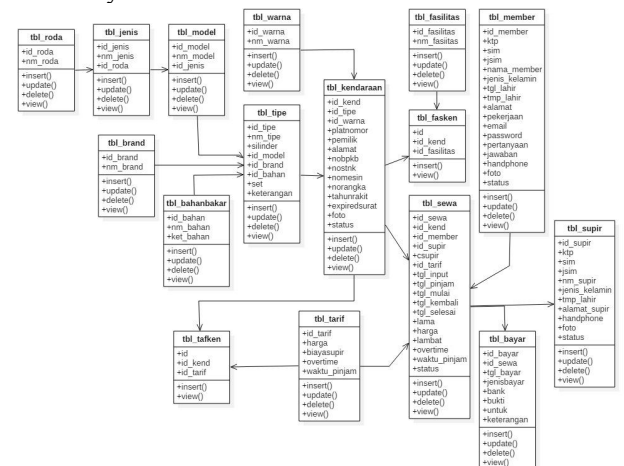 tbl_roda
+id_roda
+nm_roda
+insert()
+update()
+delete()
+view()
tbl_jenis
+id_jenis
+nm_jenis
+id_roda
+insert()
+update()
+delete()
+view()
tbl_model
+id_model
+nm_model
+id_jenis
+insert()
+update()
+delete()
+view()
tbl_warna
+id_warna
+nm_warna
+insert()
+update()
+delete()
+view()
tbl_fasilitas
+id_fasilitas
+nm_fasiitas
+insert()
+update()
+delete()
+view()
tbl_member
+id_member
+ktp
+sim
+jsim
+nama_member
+jenis_kelamin
+tgl_lahir
+tmp_lahir
+alamat
+pekerjaan
+email
+password
+pertanyaan
+jawaban
+handphone
+foto
+status
+insert()
+update()
+delete()
+view()
tbl_kendaraan
+id_kend
+id_tipe
+id_warna
+platnomor
+pemilik
+alamat
+nobpkb
+nostnk
+nomesin
+norangka
+tahunrakit
+expiredsurat
+foto
+status
+insert()
+update()
+delete()
+view()
tbl_tipe
+id_tipe
+nm_tipe
+silinder
+id_model
+id_brand
+id_bahan
+set
+keterangan
+insert()
+update()
+delete()
+view()
tbl_fasken
+id
+id_kend
+id_fasilitas
+insert()
+view()
tbl_brand
+id_brand
+nm_brand
+insert()
+update()
+delete()
+view()
tbl_bahanbakar
+id_bahan
+nm_bahan
+ket_bahan
+insert()
+update()
+delete()
+view()
tbl_sewa
+id_sewa
+id_kend
+id_member
+id_supir
+csupir
+id_tarif
+tgl_input
+tgl_pinjam
+tgl_mulai
+tgl_kembali
+tgl_selesai
+lama
+harga
+lambat
+overtime
+waktu_pinjam
+status
+insert()
+update()
+delete()
+view()
tbl_supir
+id_supir
+ktp
+sim
+jsim
+nm_supir
+jenis_kelamin
+tmp_lahir
+alamat_supir
+handphone
+foto
+status
+insert()
+update()
+delete()
+view()
tbl_tafken
+id
+id_kend
+id_tarif
+insert()
+view()
tbl_tarif
+id_tarif
+harga
+biayasupir
+overtime
+waktu_pinjam
+insert()
+update()
+delete()
+view()
tbl_bayar
+id_bayar
+id_sewa
+tgl_bayar
+jenisbayar
+bank
+bukti
+untuk
+keterangan
+insert()
+update()
+delete()
+view()